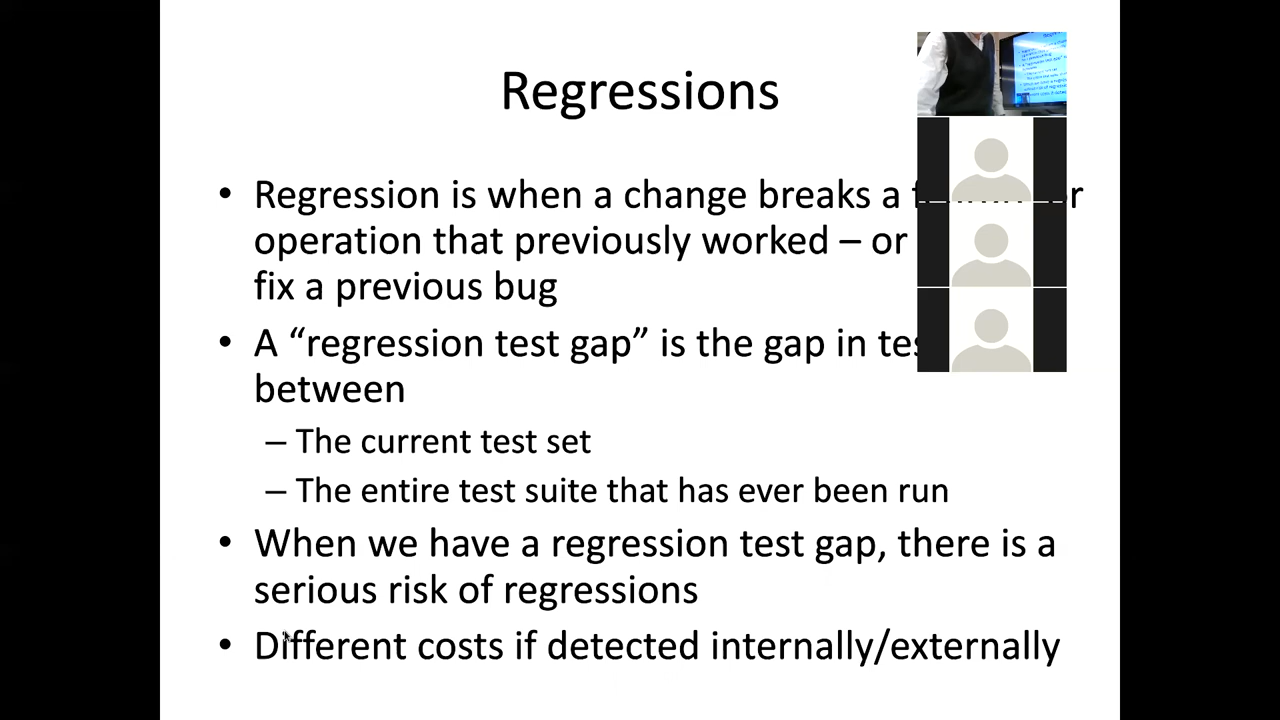 Regressions
• Regression is when a change breaks a or
operation that previously worked – or
fix a previous bug
• A “regression test gap” is the gap in
between
– The current test set
– The entire test suite that has ever been run
• When we have a regression test gap, there is a
serious risk of regressions
• Different costs if detected internally/externally